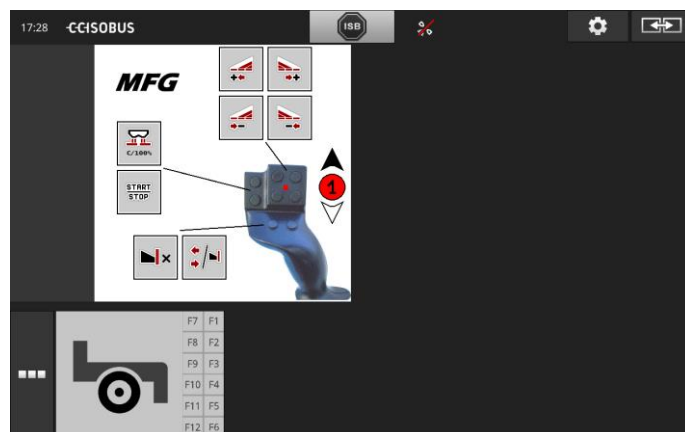 17:28 CCISOBUS ISB
MFG
C/100%
START
STOP
1
F7 F1
F8 F2
F9 F3
F10 F4
F11 F5
F12 F6